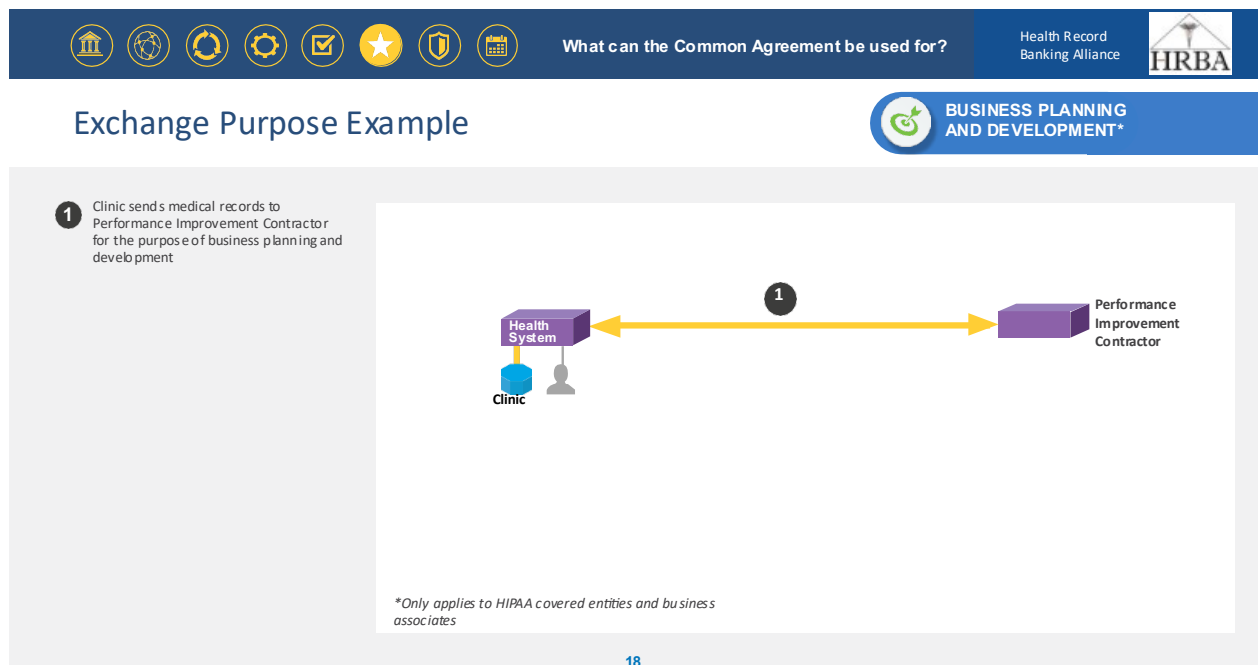 What can the Common Agreement be used for?
Health Record
Banking Alliance
HRBA
Exchange Purpose Example
BUSINESS PLANNING
AND DEVELOPMENT*
1
Clinic sends medical records to
Performance Improvement Contractor
for the purpose of business planning and
development
1
Health
System
Clinic
Performance
Improvement
Contractor
*Only applies to HIPAA covered entities and business
associates
18